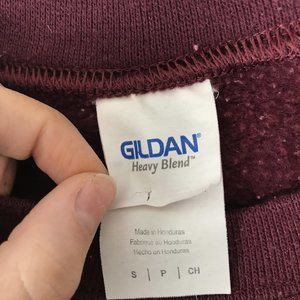 GILDAN®
Heavy Blend™
Made in Honduras
Fabriqué au Honduras
Hecho en Honduras
S | P | CH